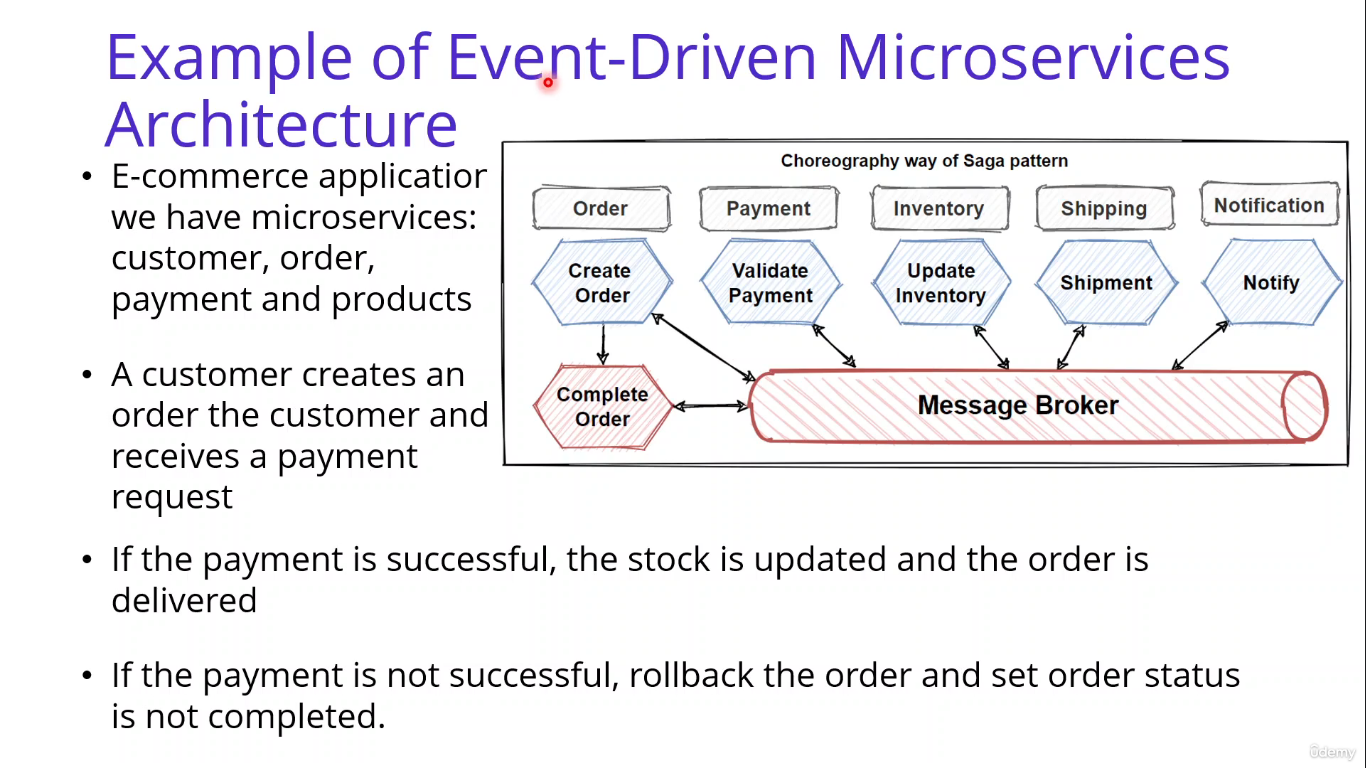 Example of Event-Driven Microservices
Architecture
• E-commerce application
we have microservices:
customer, order,
payment and products
• A customer creates an
order the customer and
receives a payment
request
• If the payment is successful, the stock is updated and the order is
delivered
• If the payment is not successful, rollback the order and set order status
is not completed.
Choreography way of Saga pattern
Order
Payment
Inventory
Shipping
Notification
Create
Order
Validate
Payment
Update
Inventory
Shipment
Notify
Complete
Order
Message Broker
ûdemy